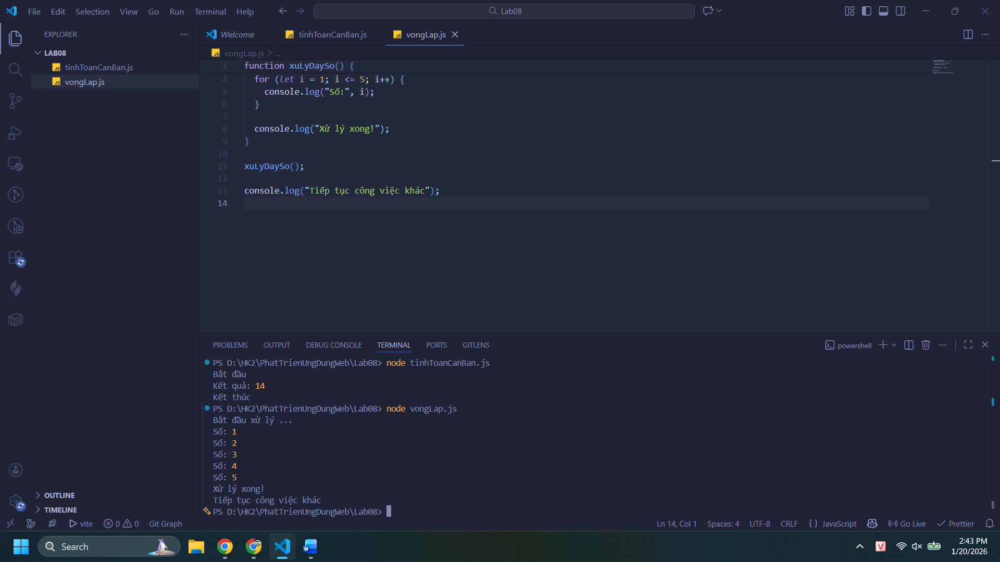 File Edit Selection View Go Run Terminal Help
Lab08
EXPLORER
LAB08
tinhToanCanBan.js
vongLap.js
Welcome
tinhToanCanBan.js
vongLap.js
vongLap.js > ...
1 function xuLyDaySo() {
4 for (let i = 1; i <= 5; i++) {
5 console.log("Số:", i);
6 }
7
8 console.log("Xử lý xong!");
9 }
10
11 xuLyDaySo();
12
13 console.log("Tiếp tục công việc khác");
14
PROBLEMS OUTPUT DEBUG CONSOLE TERMINAL PORTS GITLENS
powershell
PS D:\HK2\PhatTrienUngDungWeb\Lab08> node tinhToanCanBan.js
Bắt đầu
Kết quả: 14
Kết thúc
PS D:\HK2\PhatTrienUngDungWeb\Lab08> node vongLap.js
Bắt đầu xử lý ...
Số: 1
Số: 2
Số: 3
Số: 4
Số: 5
Xử lý xong!
Tiếp tục công việc khác
PS D:\HK2\PhatTrienUngDungWeb\Lab08>
OUTLINE
TIMELINE
vite 0 0 Git Graph
Ln 14, Col 1 Spaces: 4 UTF-8 CRLF { } JavaScript Go Live Prettier
Search
2:43 PM
1/20/2026